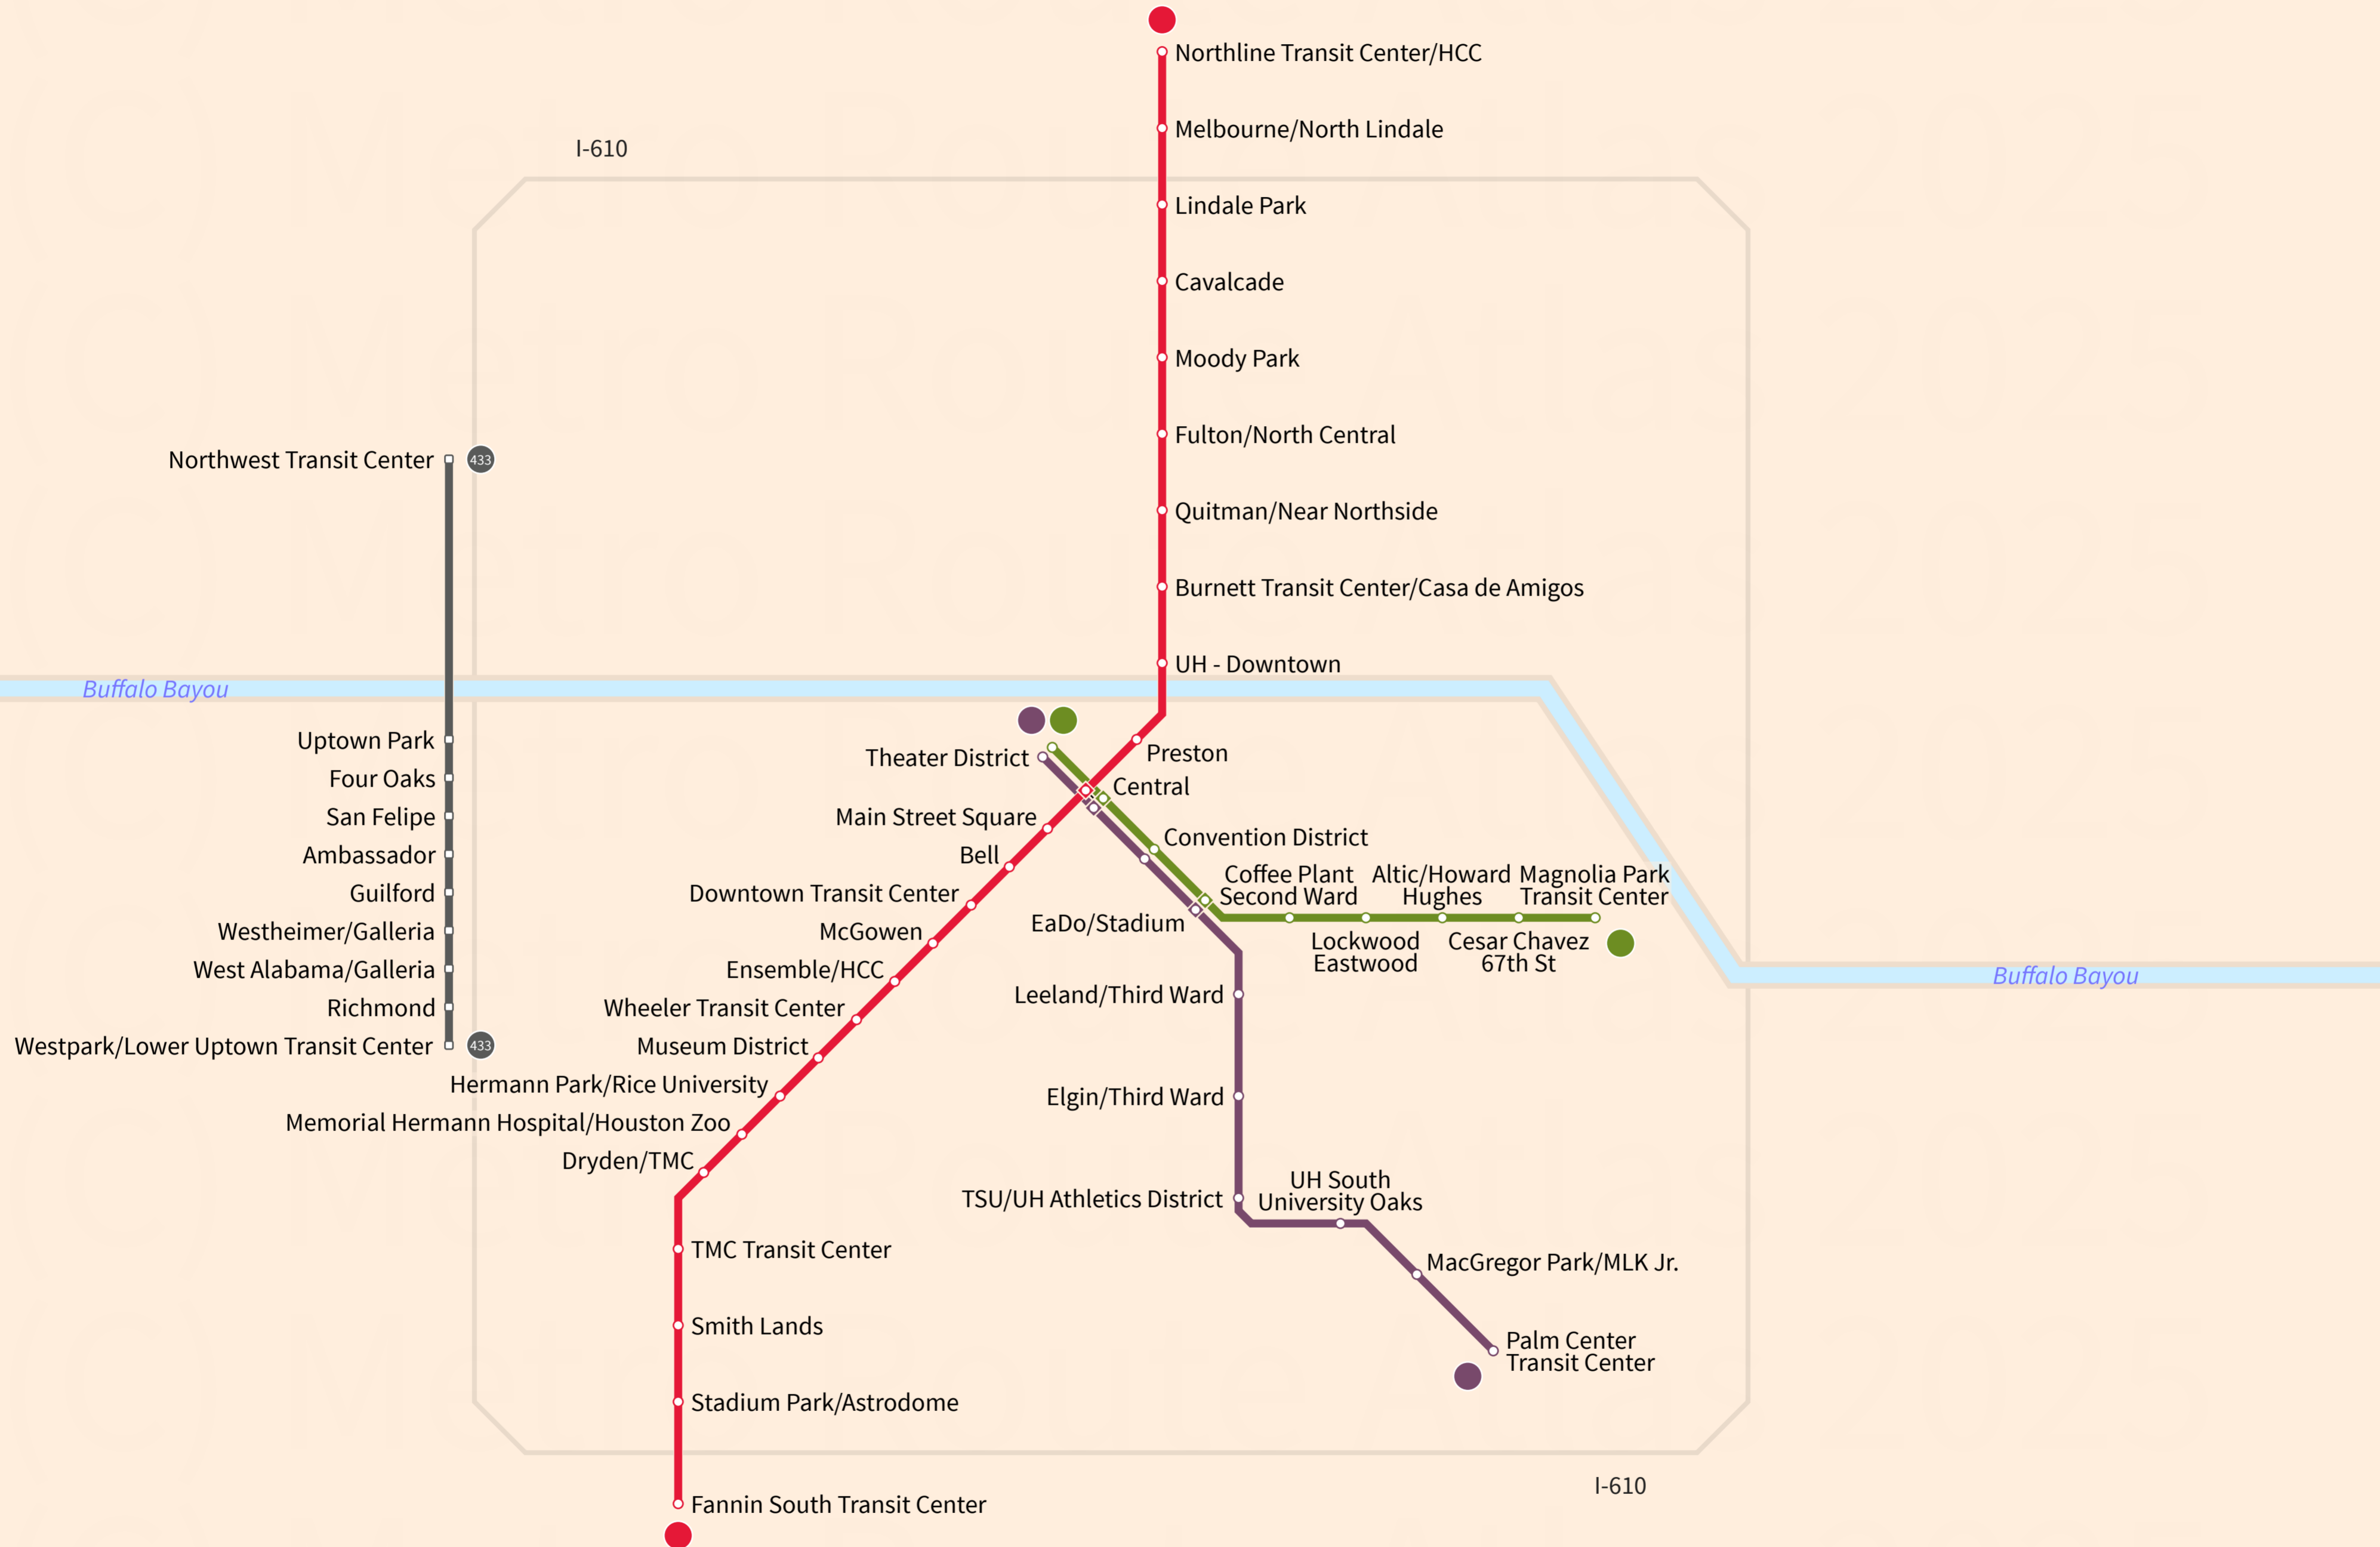 Northline Transit Center/HCC
Melbourne/North Lindale
I-610
Lindale Park
Cavalcade
Moody Park
Fulton/North Central
Northwest Transit Center
433
Quitman/Near Northside
Burnett Transit Center/Casa de Amigos
UH - Downtown
Buffalo Bayou
Uptown Park
Four Oaks
San Felipe
Ambassador
Guilford
Westheimer/Galleria
West Alabama/Galleria
Richmond
Westpark/Lower Uptown Transit Center
433
Theater District
Preston
Central
Main Street Square
Bell
Downtown Transit Center
McGowen
Ensemble/HCC
Wheeler Transit Center
Museum District
Hermann Park/Rice University
Memorial Hermann Hospital/Houston Zoo
Dryden/TMC
TMC Transit Center
Smith Lands
Stadium Park/Astrodome
Fannin South Transit Center
Convention District
EaDo/Stadium
Coffee Plant
Second Ward
Lockwood
Eastwood
Altic/Howard
Hughes
Cesar Chavez
67th St
Magnolia Park
Transit Center
Buffalo Bayou
Leeland/Third Ward
Elgin/Third Ward
TSU/UH Athletics District
UH South
University Oaks
MacGregor Park/MLK Jr.
Palm Center
Transit Center
I-610